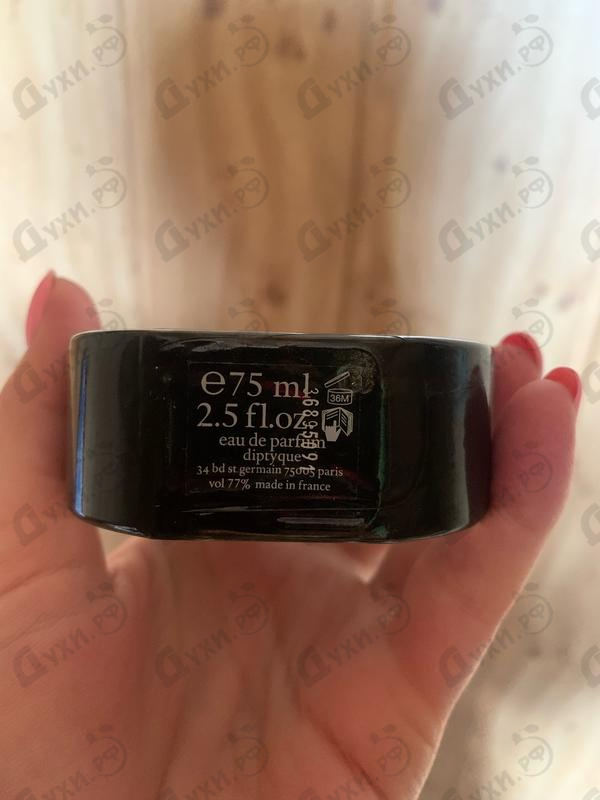 ℮75 ml
2.5 fl.oz
36M
eau de parfum
diptyque
34 bd st germain 75005 paris
vol 77% made in france
Духи.рф